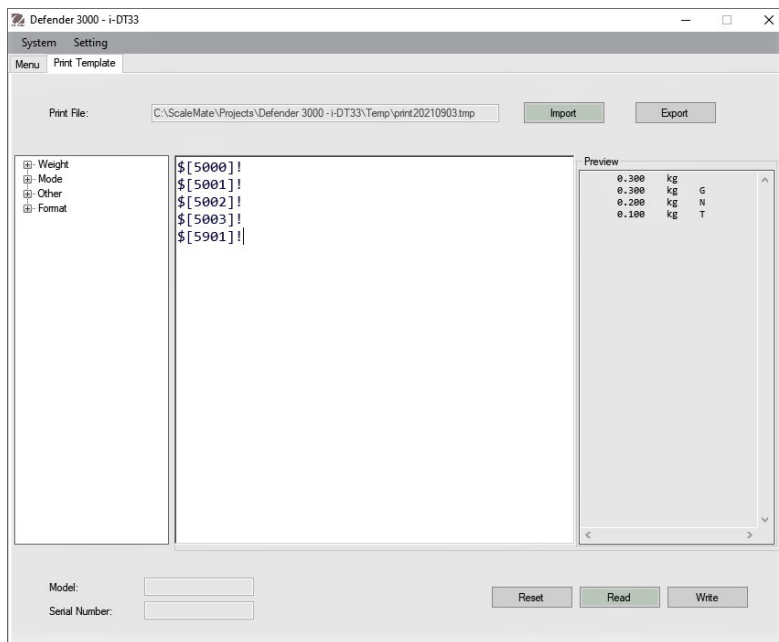 Defender 3000 - i-DT33
System Setting
Menu Print Template
Print File: C:\ScaleMate\Projects\Defender 3000 - i-DT33\Temp\print20210903.tmp Import Export
Weight
Mode
Other
Format
$[5000]!
$[5001]!
$[5002]!
$[5003]!
$[5901]!
Preview
0.300 kg
0.300 kg G
0.200 kg N
0.100 kg T
Model:
Serial Number:
Reset Read Write